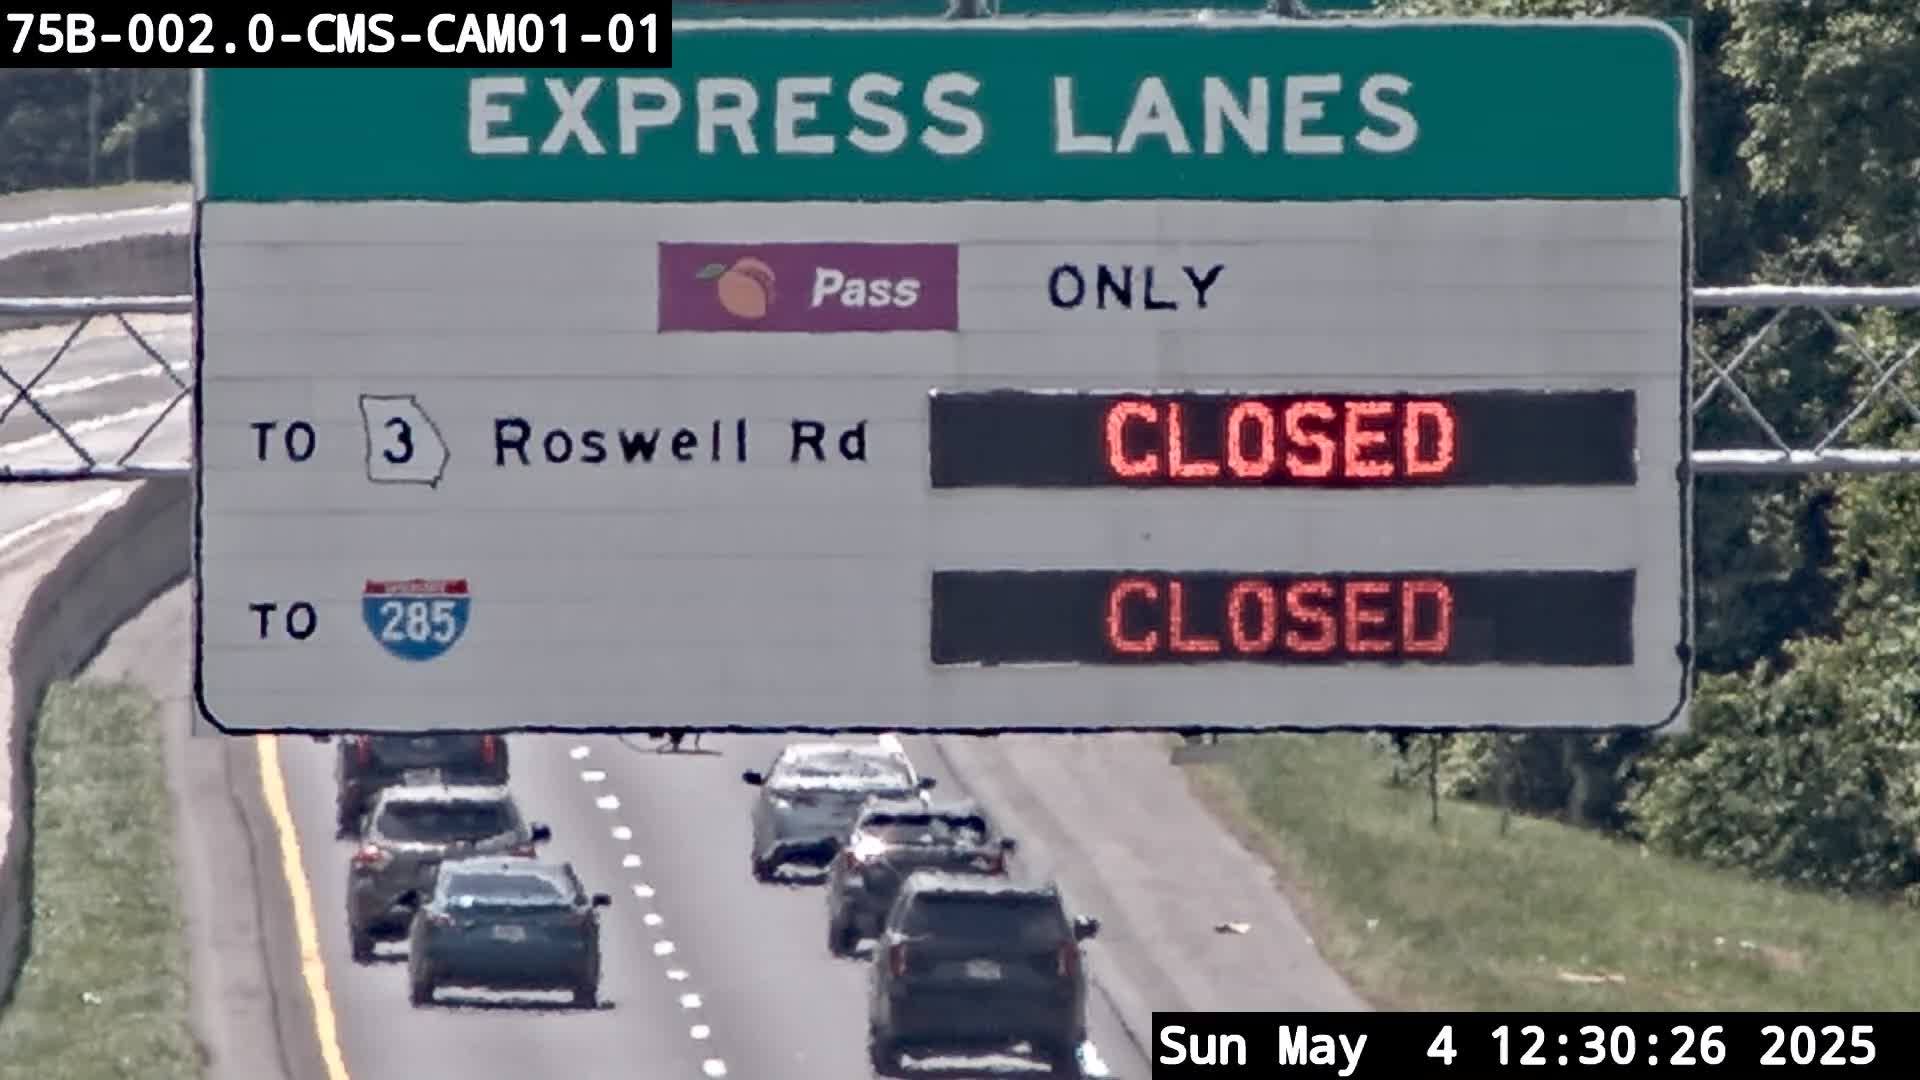 75B-002.0-CMS-CAM01-01
EXPRESS LANES
Pass ONLY
TO 3 Roswell Rd CLOSED
TO 285 CLOSED
Sun May 4 12:30:26 2025